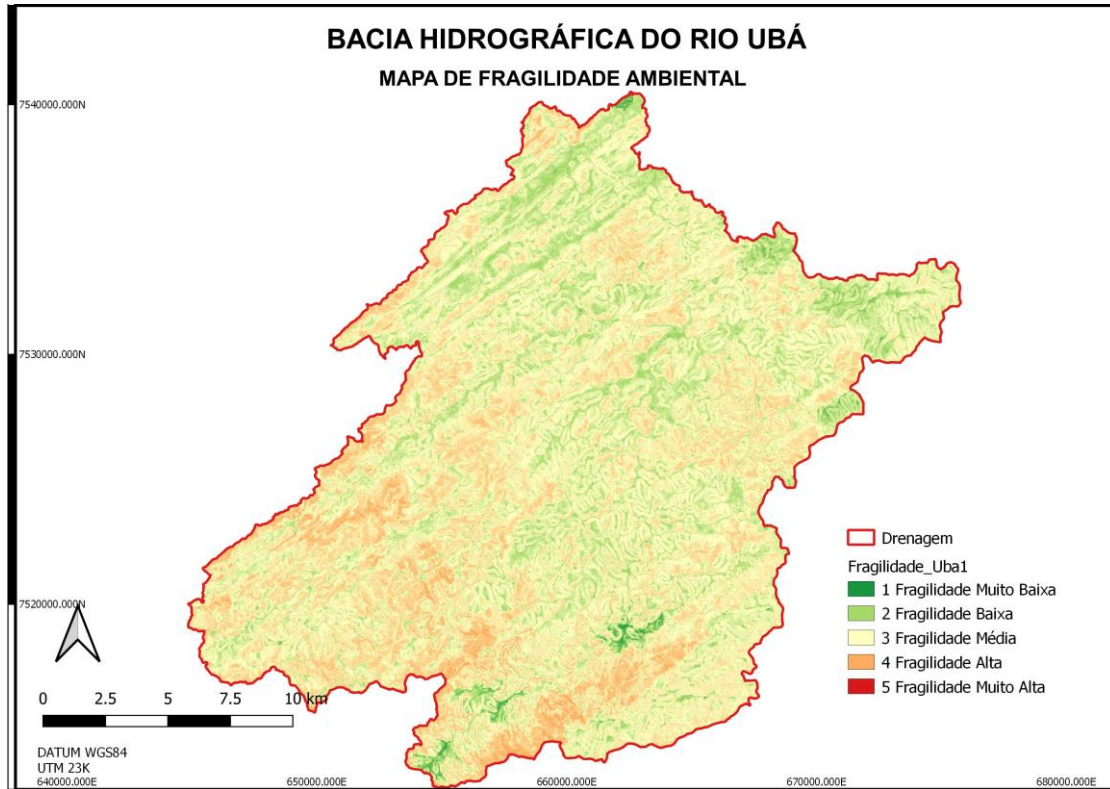 BACIA HIDROGRÁFICA DO RIO UBÁ
MAPA DE FRAGILIDADE AMBIENTAL
7540000.000N
7530000.000N
7520000.000N
Drenagem
Fragilidade_Uba1
1 Fragilidade Muito Baixa
2 Fragilidade Baixa
3 Fragilidade Média
4 Fragilidade Alta
5 Fragilidade Muito Alta
0 2.5 5 7.5 10 km
DATUM WGS84
UTM 23K
640000.000E 650000.000E 660000.000E 670000.000E 680000.000E